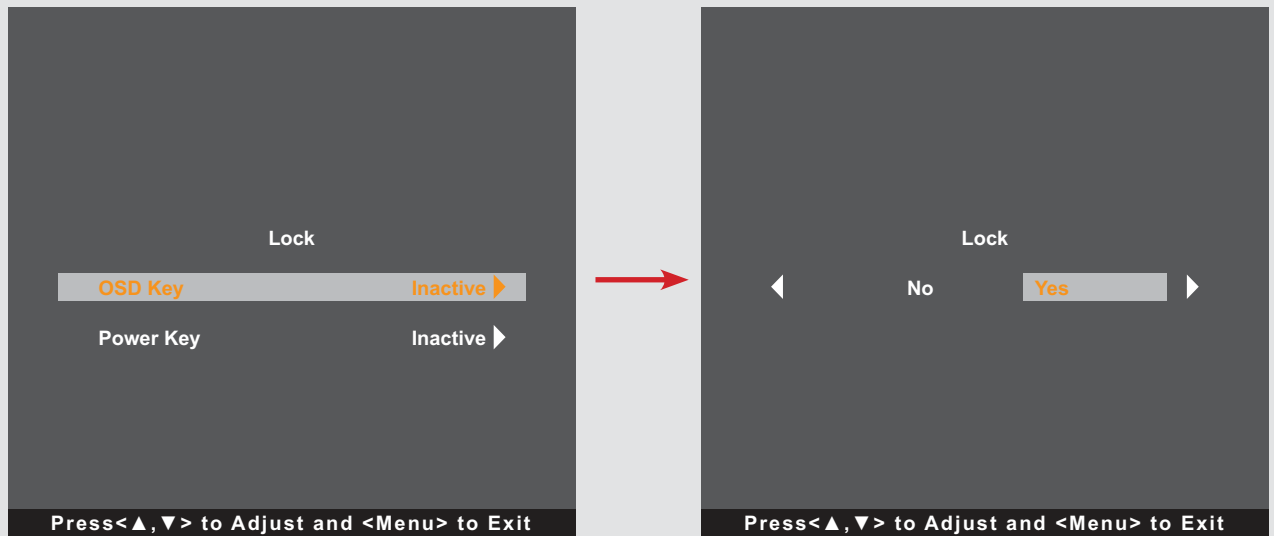 Lock
OSD Key Inactive
Power Key Inactive
Press<▲,▼> to Adjust and <Menu> to Exit
Lock
No Yes
Press<▲,▼> to Adjust and <Menu> to Exit